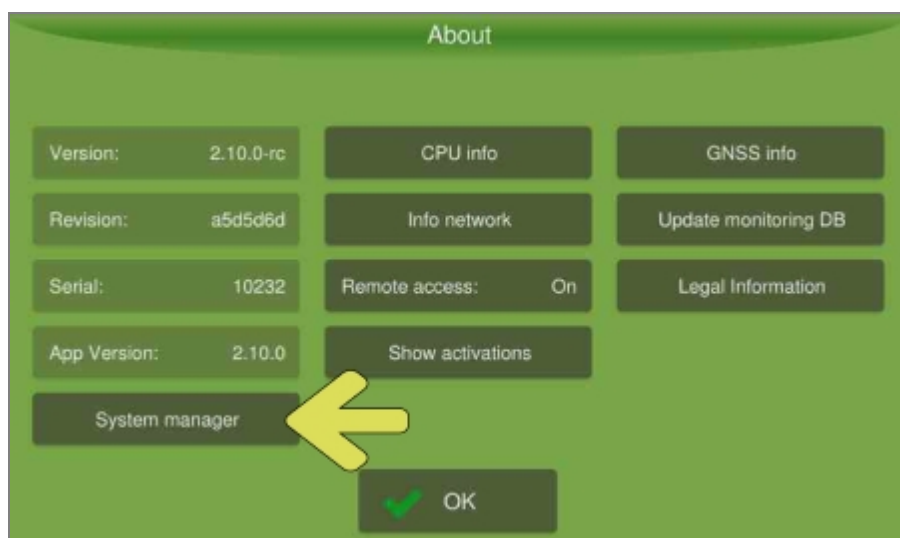 About
Version: 2.10.0-rc
CPU info
GNSS info
Revision: a5d5d6d
Info network
Update monitoring DB
Serial: 10232
Remote access: On
Legal Information
App Version: 2.10.0
Show activations
System manager
OK